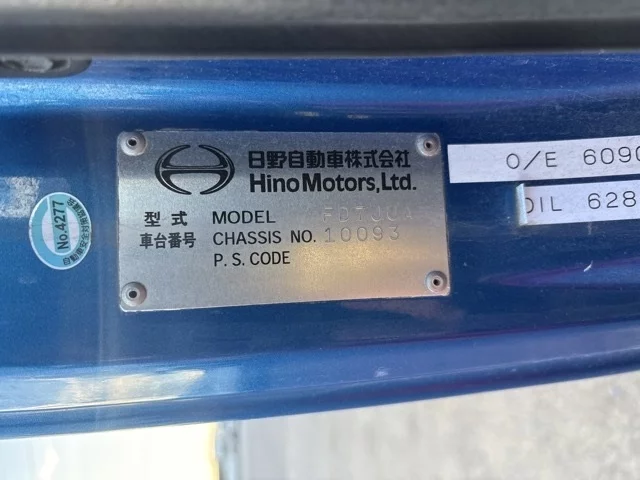 日野自動車株式会社
Hino Motors, Ltd.
型式 MODEL FD7JJA
車台番号 CHASSIS NO. 10093
P. S. CODE
O/E 6090
OIL 628
No.4277